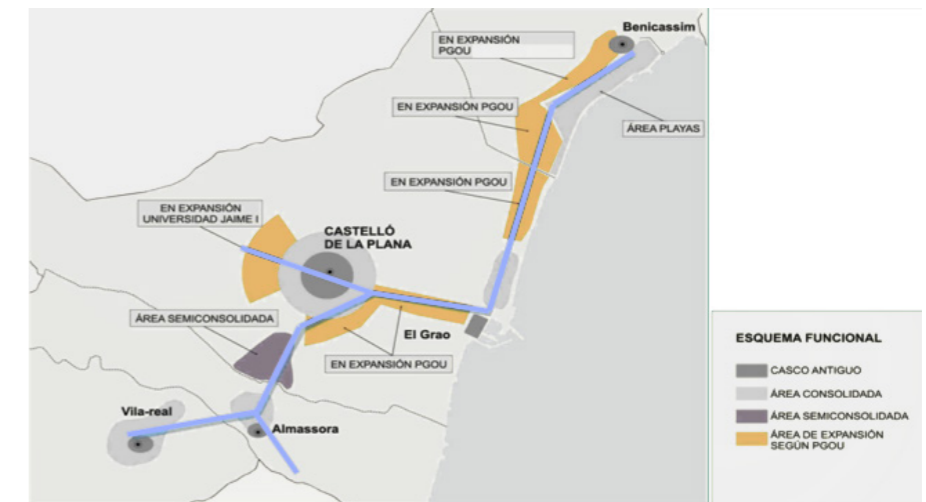 Benicassim
EN EXPANSIÓN
PGOU
EN EXPANSIÓN PGOU
ÁREA PLAYAS
EN EXPANSIÓN PGOU
EN EXPANSIÓN
UNIVERSIDAD JAIME I
CASTELLÓ
DE LA PLANA
ÁREA SEMICONSOLIDADA
El Grao
EN EXPANSIÓN PGOU
Vila-real
Almassora
ESQUEMA FUNCIONAL
CASCO ANTIGUO
ÁREA CONSOLIDADA
ÁREA SEMICONSOLIDADA
ÁREA DE EXPANSIÓN
SEGÚN PGOU